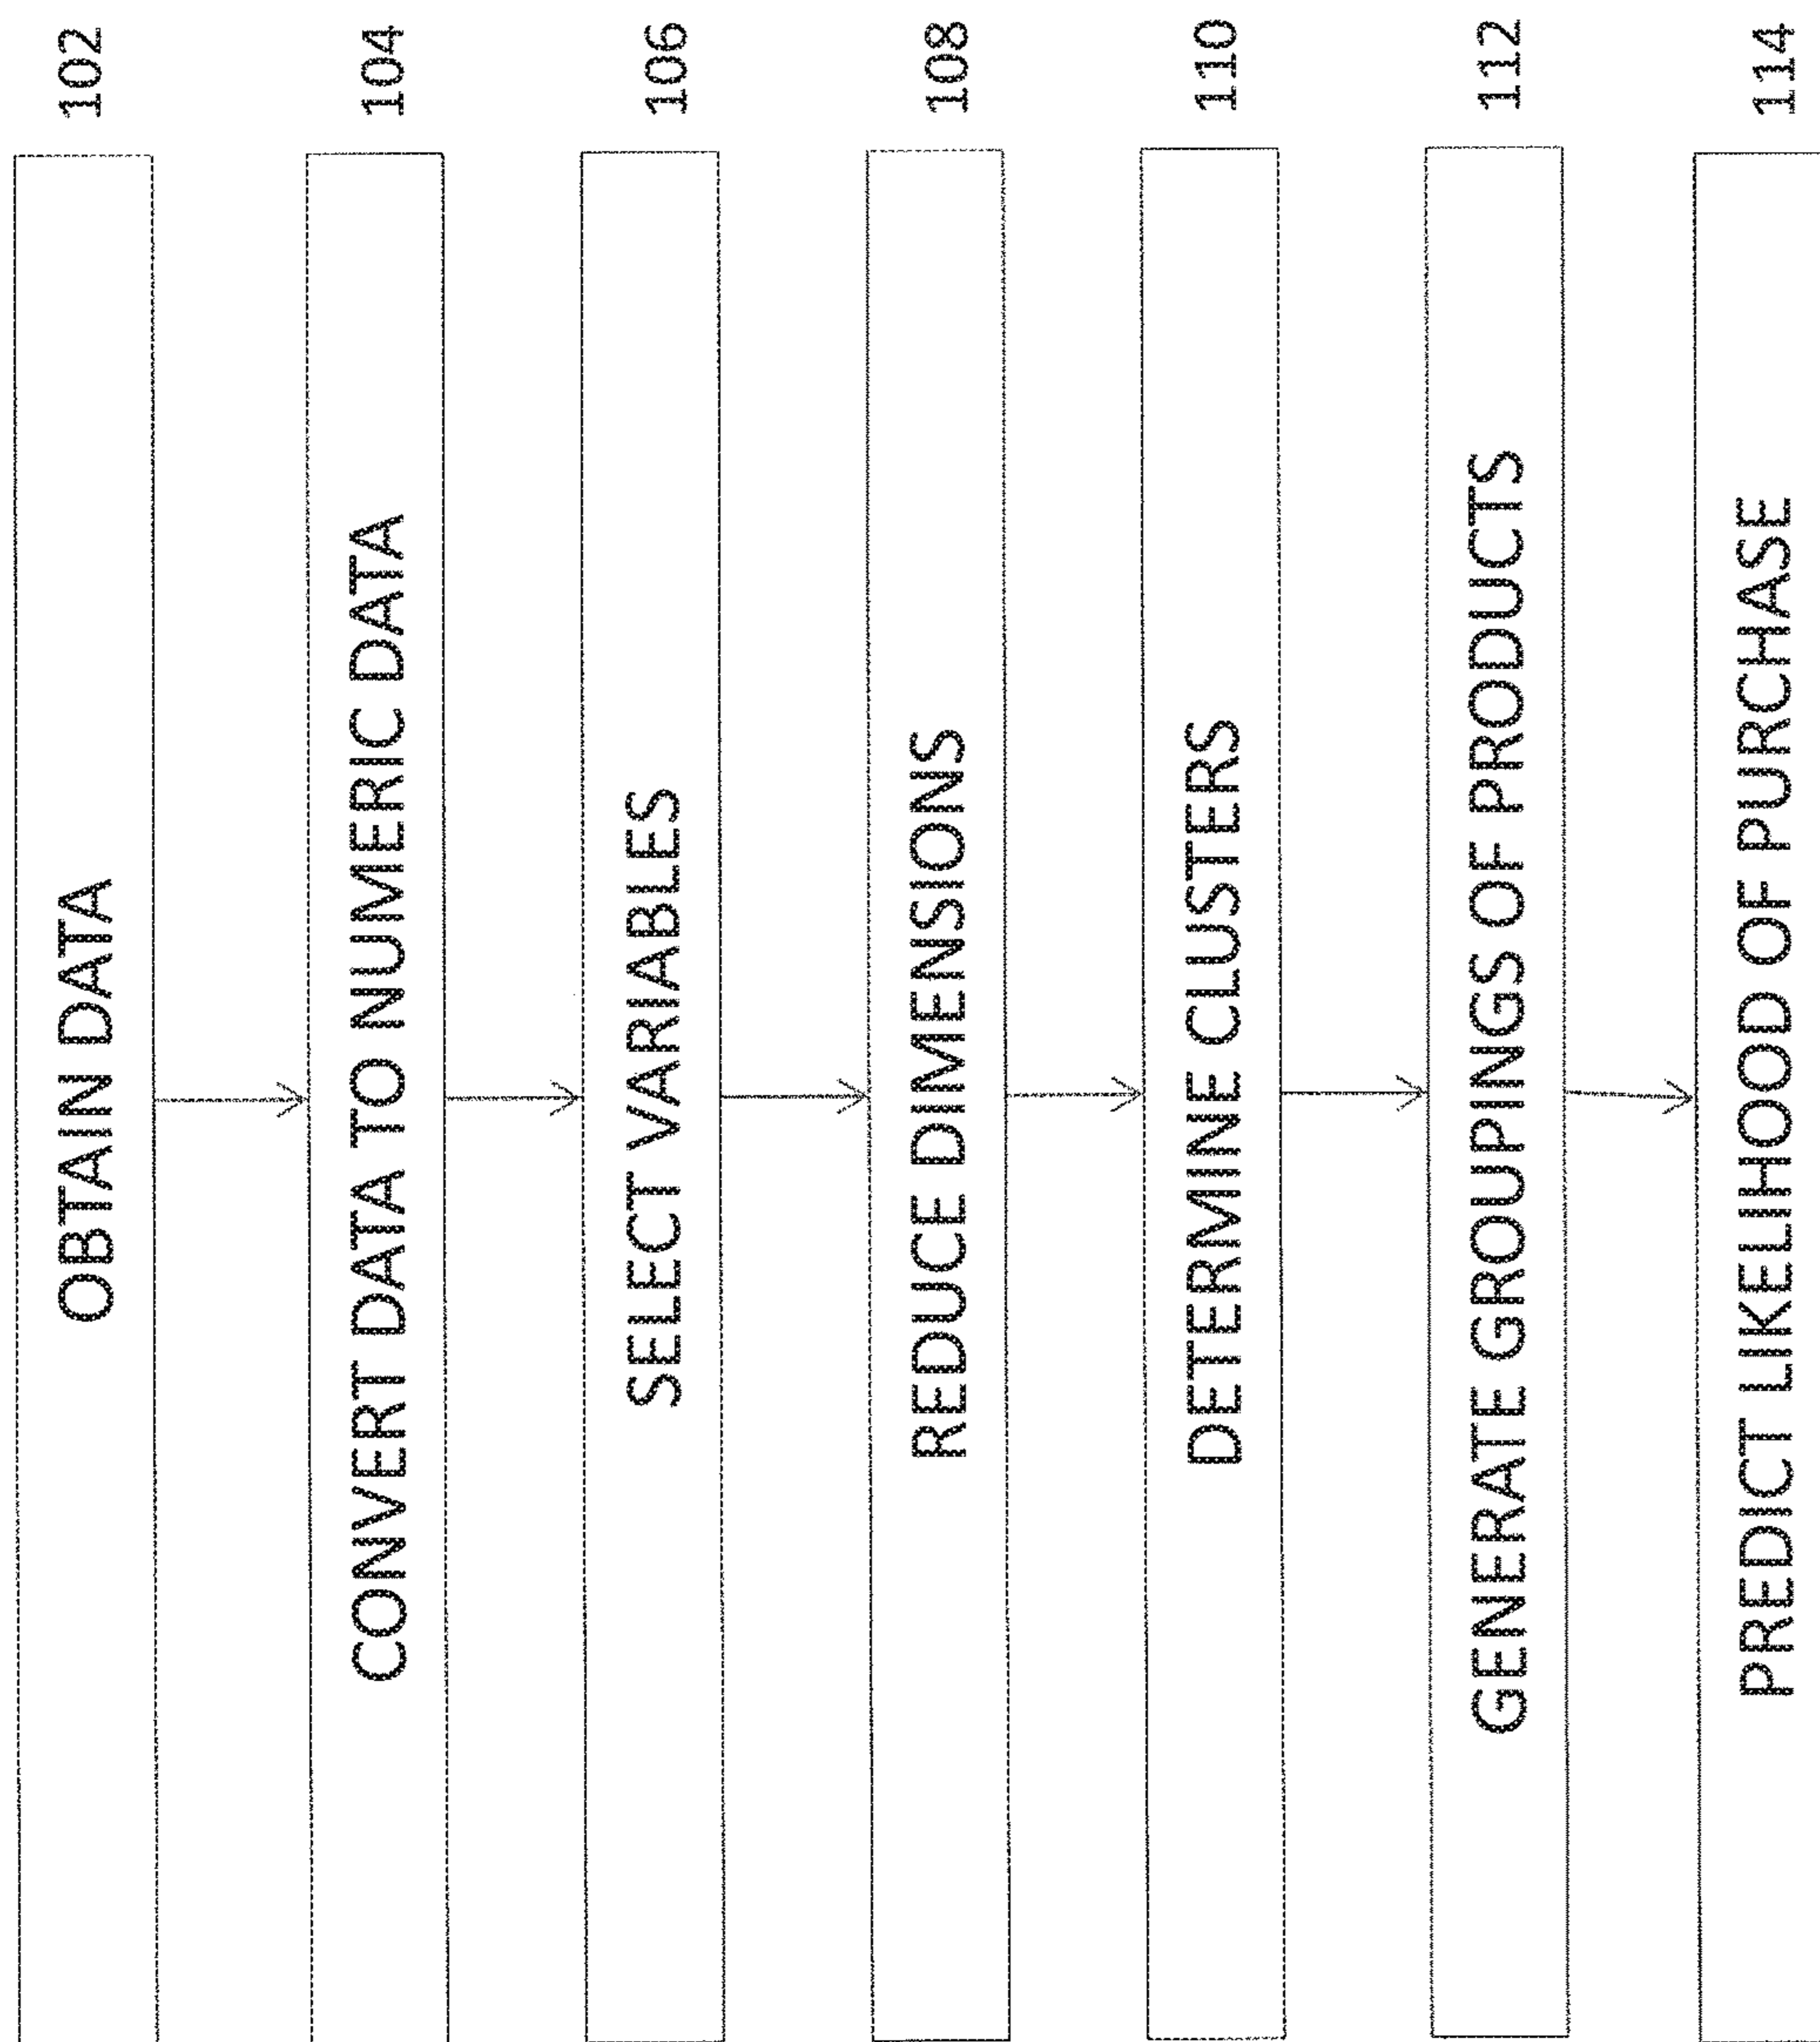 OBTAIN DATA 102
CONVERT DATA TO NUMERIC DATA 104
SELECT VARIABLES 106
REDUCE DIMENSIONS 108
DETERMINE CLUSTERS 110
GENERATE GROUPINGS OF PRODUCTS 112
PREDICT LIKELIHOOD OF PURCHASE 114